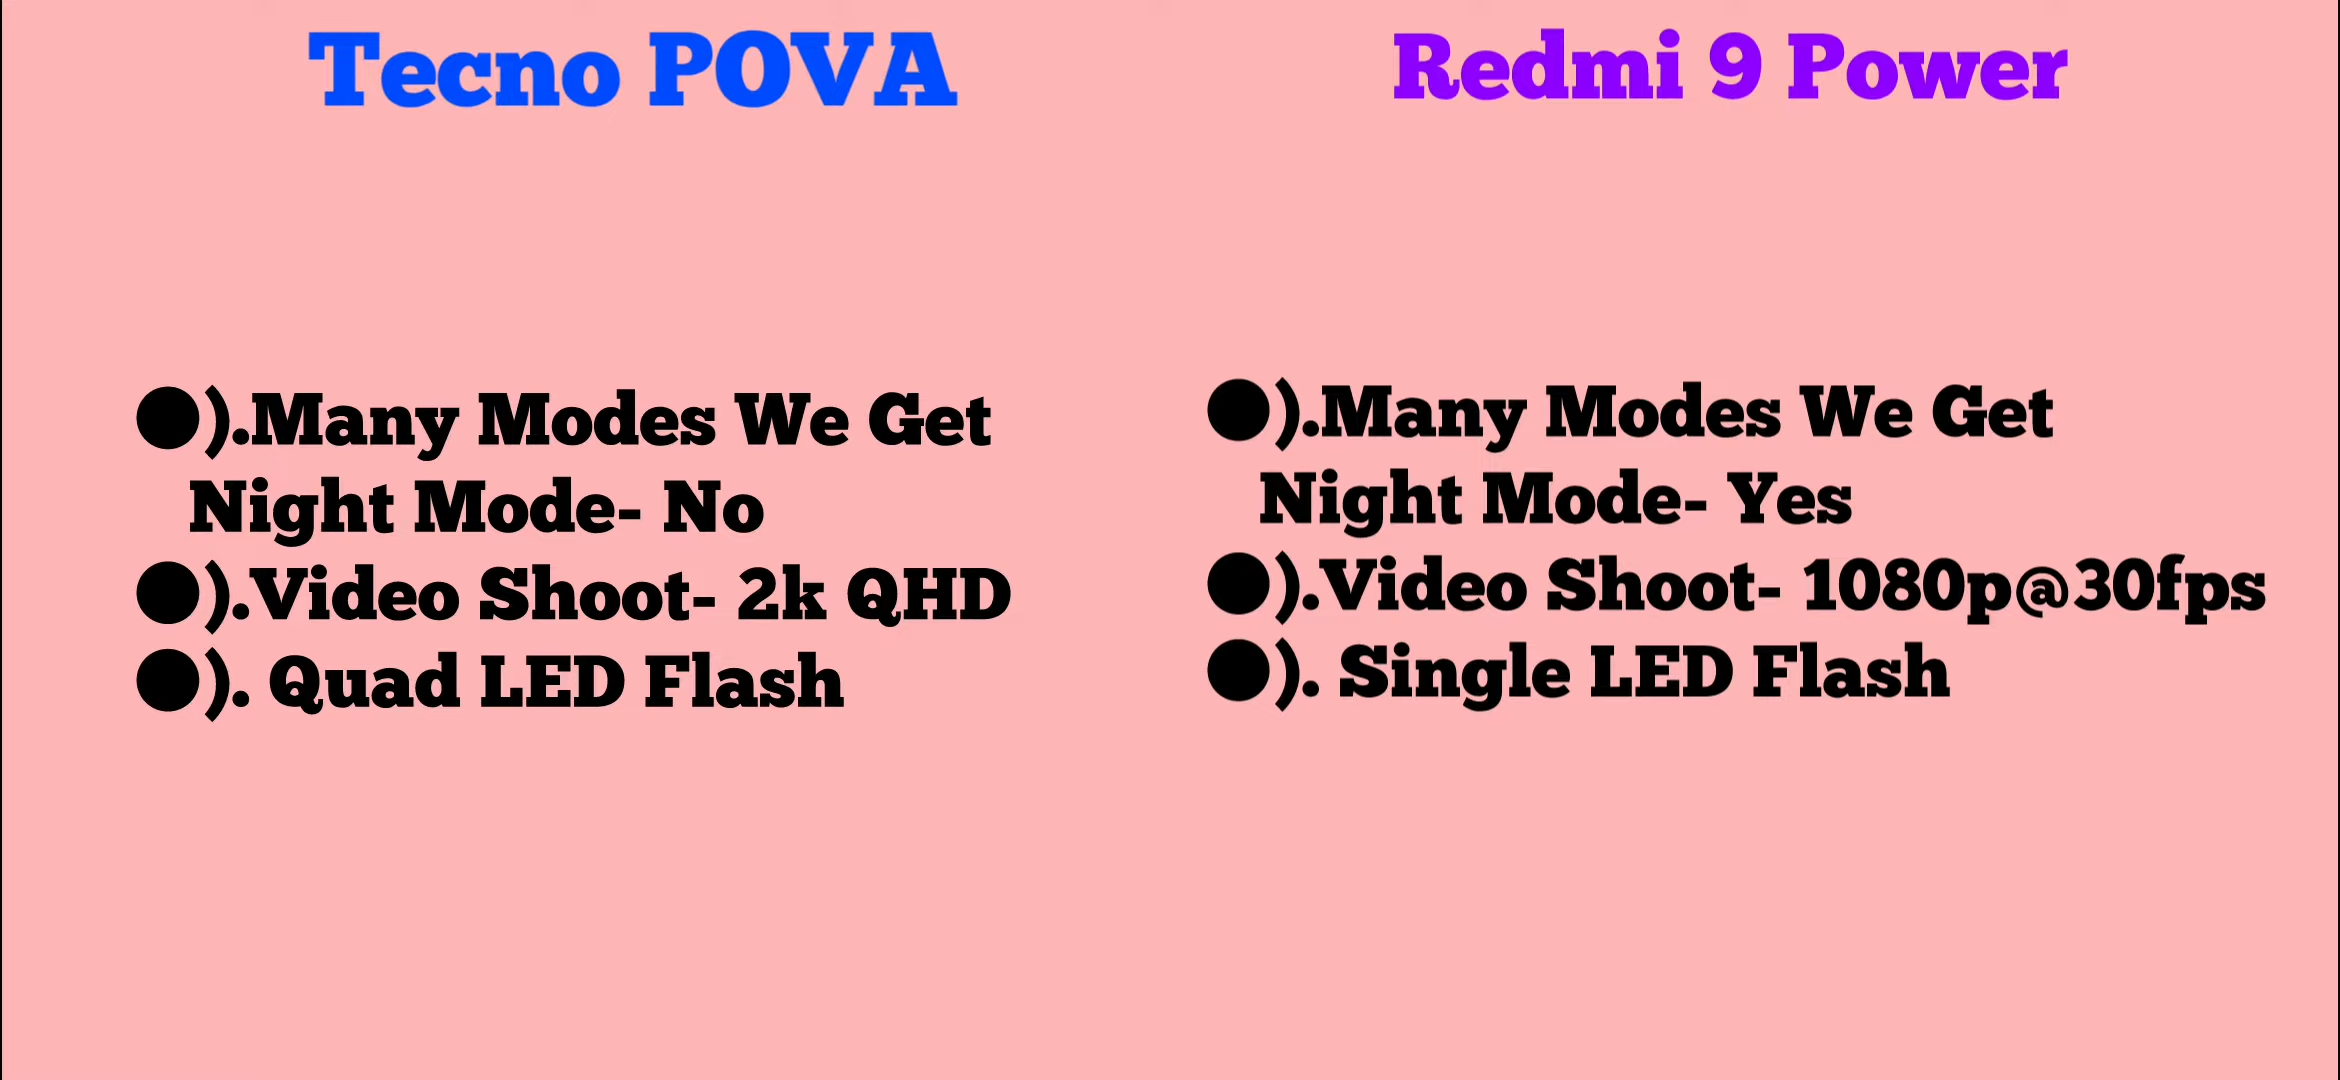 Tecno POVA
Redmi 9 Power
●).Many Modes We Get
Night Mode- No
●).Video Shoot- 2k QHD
●). Quad LED Flash
●).Many Modes We Get
Night Mode- Yes
●).Video Shoot- 1080p@30fps
●). Single LED Flash